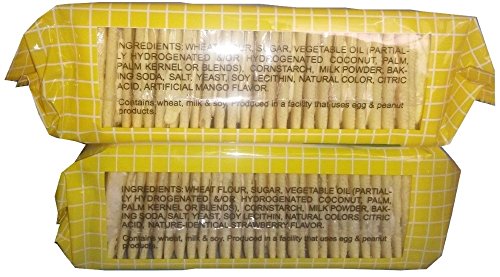 INGREDIENTS: WHEAT FLOUR, SUGAR, VEGETABLE OIL (PARTIAL-
LY HYDROGENATED &/OR HYDROGENATED COCONUT, PALM,
PALM KERNEL OR BLENDS), CORNSTARCH, MILK POWDER, BAK-
ING SODA, SALT, YEAST, SOY LECITHIN, NATURAL COLOR, CITRIC
ACID, ARTIFICIAL MANGO FLAVOR.
Contains wheat, milk & soy. Produced in a facility that uses egg & peanut
products.
INGREDIENTS: WHEAT FLOUR, SUGAR, VEGETABLE OIL (PARTIAL-
LY HYDROGENATED &/OR HYDROGENATED COCONUT, PALM,
PALM KERNEL OR BLENDS), CORNSTARCH, MILK POWDER, BAK-
ING SODA, SALT, YEAST, SOY LECITHIN, NATURAL COLORS, CITRIC
ACID, NATURE-IDENTICAL STRAWBERRY FLAVOR.
Contains wheat, milk & soy. Produced in a facility that uses egg & peanut
products.